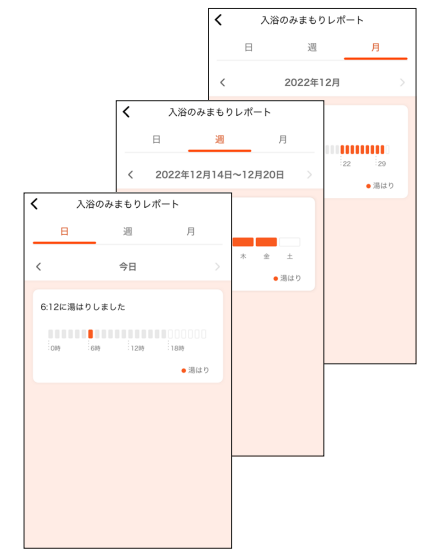 入浴のみまもりレポート
日 週 月
2022年12月
22 29
湯はり
入浴のみまもりレポート
日 週 月
2022年12月14日~12月20日
木 金 土
湯はり
入浴のみまもりレポート
日 週 月
今日
6:12に湯はりしました
0時 6時 12時 18時
湯はり